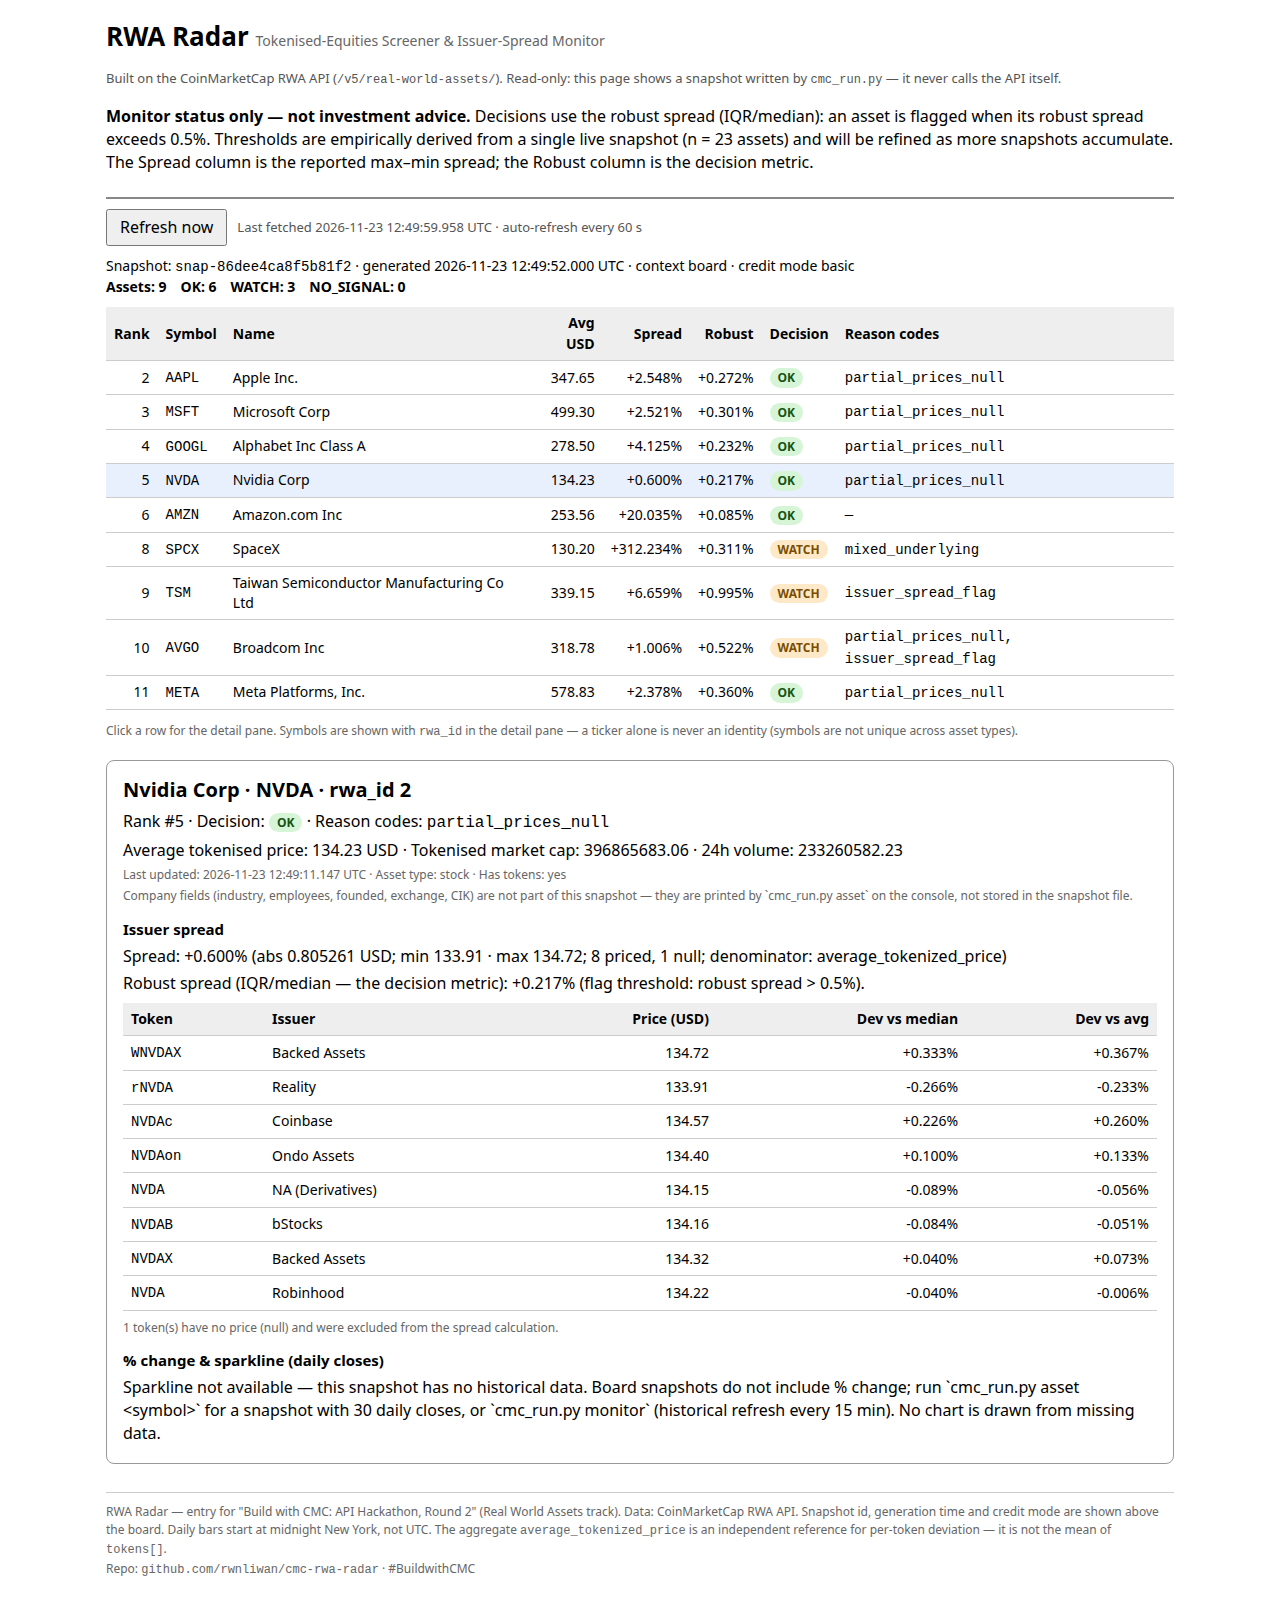 RWA Radar Tokenised-Equities Screener & Issuer-Spread Monitor
Built on the CoinMarketCap RWA API (/v5/real-world-assets/). Read-only: this page shows a snapshot written by cmc_run.py — it never calls the API itself.
Monitor status only — not investment advice. Decisions use the robust spread (IQR/median): an asset is flagged when its robust spread
exceeds 0.5%. Thresholds are empirically derived from a single live snapshot (n = 23 assets) and will be refined as more snapshots accumulate.
The Spread column is the reported max–min spread; the Robust column is the decision metric.
Refresh now Last fetched 2026-11-23 12:49:59.958 UTC · auto-refresh every 60 s
Snapshot: snap-86dee4ca8f5b81f2 · generated 2026-11-23 12:49:52.000 UTC · context board · credit mode basic
Assets: 9 OK: 6 WATCH: 3 NO_SIGNAL: 0
Rank Symbol Name Avg USD Spread Robust Decision Reason codes
2 AAPL Apple Inc. 347.65 +2.548% +0.272% OK partial_prices_null
3 MSFT Microsoft Corp 499.30 +2.521% +0.301% OK partial_prices_null
4 GOOGL Alphabet Inc Class A 278.50 +4.125% +0.232% OK partial_prices_null
5 NVDA Nvidia Corp 134.23 +0.600% +0.217% OK partial_prices_null
6 AMZN Amazon.com Inc 253.56 +20.035% +0.085% OK —
8 SPCX SpaceX 130.20 +312.234% +0.311% WATCH mixed_underlying
9 TSM Taiwan Semiconductor Manufacturing Co Ltd 339.15 +6.659% +0.995% WATCH issuer_spread_flag
10 AVGO Broadcom Inc 318.78 +1.006% +0.522% WATCH partial_prices_null, issuer_spread_flag
11 META Meta Platforms, Inc. 578.83 +2.378% +0.360% OK partial_prices_null
Click a row for the detail pane. Symbols are shown with rwa_id in the detail pane — a ticker alone is never an identity (symbols are not unique across asset types).
Nvidia Corp · NVDA · rwa_id 2
Rank #5 · Decision: OK · Reason codes: partial_prices_null
Average tokenised price: 134.23 USD · Tokenised market cap: 396865683.06 · 24h volume: 233260582.23
Last updated: 2026-11-23 12:49:11.147 UTC · Asset type: stock · Has tokens: yes
Company fields (industry, employees, founded, exchange, CIK) are not part of this snapshot — they are printed by `cmc_run.py asset` on the console, not stored in the snapshot file.
Issuer spread
Spread: +0.600% (abs 0.805261 USD; min 133.91 · max 134.72; 8 priced, 1 null; denominator: average_tokenized_price)
Robust spread (IQR/median — the decision metric): +0.217% (flag threshold: robust spread > 0.5%).
Token Issuer Price (USD) Dev vs median Dev vs avg
WNVDAX Backed Assets 134.72 +0.333% +0.367%
rNVDA Reality 133.91 -0.266% -0.233%
NVDAc Coinbase 134.57 +0.226% +0.260%
NVDAon Ondo Assets 134.40 +0.100% +0.133%
NVDA NA (Derivatives) 134.15 -0.089% -0.056%
NVDAB bStocks 134.16 -0.084% -0.051%
NVDAX Backed Assets 134.32 +0.040% +0.073%
NVDA Robinhood 134.22 -0.040% -0.006%
1 token(s) have no price (null) and were excluded from the spread calculation.
% change & sparkline (daily closes)
Sparkline not available — this snapshot has no historical data. Board snapshots do not include % change; run `cmc_run.py asset
<symbol>` for a snapshot with 30 daily closes, or `cmc_run.py monitor` (historical refresh every 15 min). No chart is drawn from missing
data.
RWA Radar — entry for "Build with CMC: API Hackathon, Round 2" (Real World Assets track). Data: CoinMarketCap RWA API. Snapshot id, generation time and credit mode are shown above
the board. Daily bars start at midnight New York, not UTC. The aggregate average_tokenized_price is an independent reference for per-token deviation — it is not the mean of
tokens[].
Repo: github.com/rwnliwan/cmc-rwa-radar · #BuildwithCMC